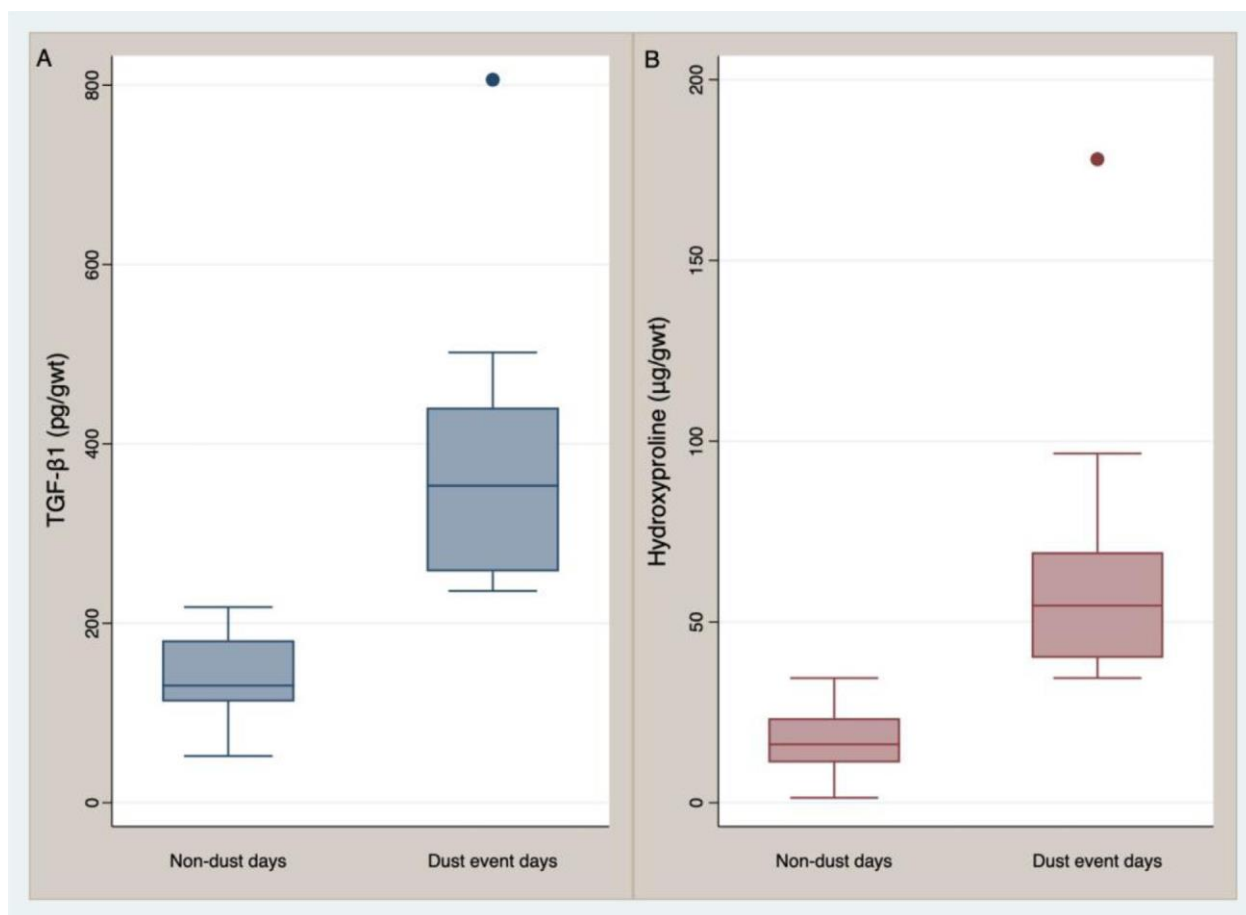 A
TGF-β1 (pg/gwt)
800
600
400
200
0
Non-dust days
Dust event days
B
Hydroxyproline (µg/gwt)
200
150
100
50
0
Non-dust days
Dust event days